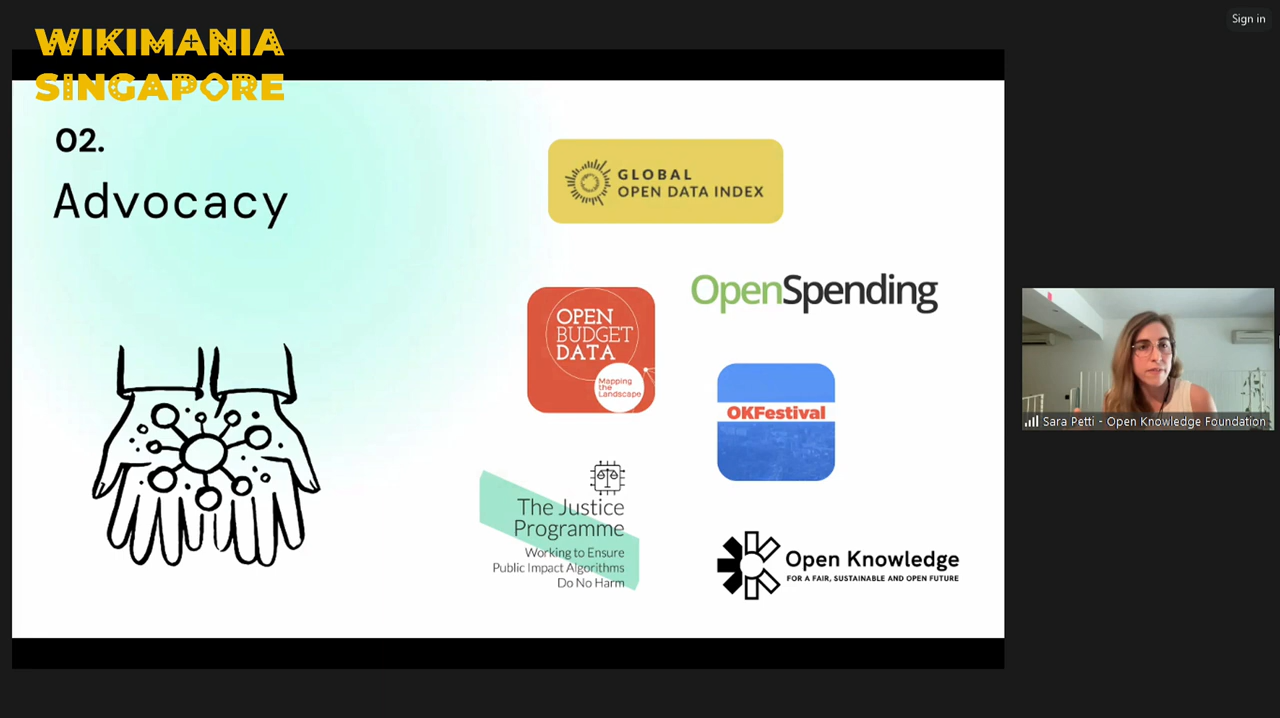 Sign in
WIKIMANIA
SINGAPORE
02.
Advocacy
GLOBAL
OPEN DATA INDEX
OpenSpending
OPEN
BUDGET
DATA
Mapping
the
Landscape
OKFestival
The Justice
Programme
Working to Ensure
Public Impact Algorithms
Do No Harm
Open Knowledge
FOR A FAIR, SUSTAINABLE AND OPEN FUTURE
Sara Petti - Open Knowledge Foundation